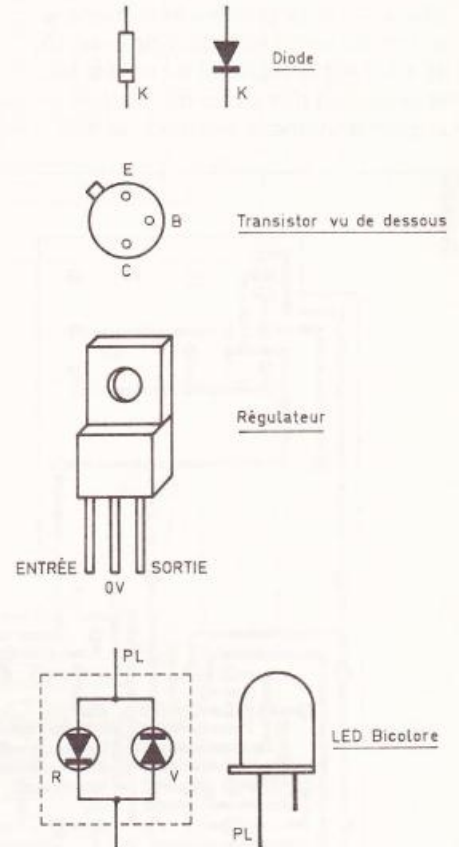 K K
Diode
E
B
C
Transistor vu de dessous
Régulateur
ENTRÉE SORTIE
0V
PL
R V
LED Bicolore
PL